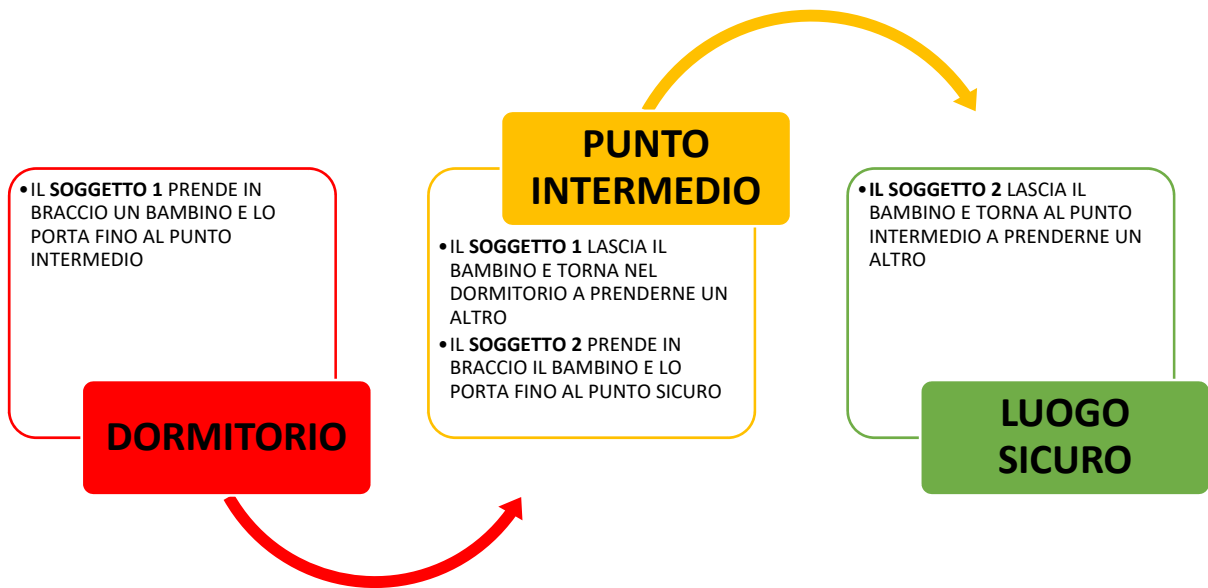 • IL SOGGETTO 1 PRENDE IN
BRACCIO UN BAMBINO E LO
PORTA FINO AL PUNTO
INTERMEDIO
DORMITORIO
PUNTO
INTERMEDIO
• IL SOGGETTO 1 LASCIA IL
BAMBINO E TORNA NEL
DORMITORIO A PRENDERNE UN
ALTRO
• IL SOGGETTO 2 PRENDE IN
BRACCIO IL BAMBINO E LO
PORTA FINO AL PUNTO SICURO
• IL SOGGETTO 2 LASCIA IL
BAMBINO E TORNA AL PUNTO
INTERMEDIO A PRENDERNE UN
ALTRO
LUOGO
SICURO